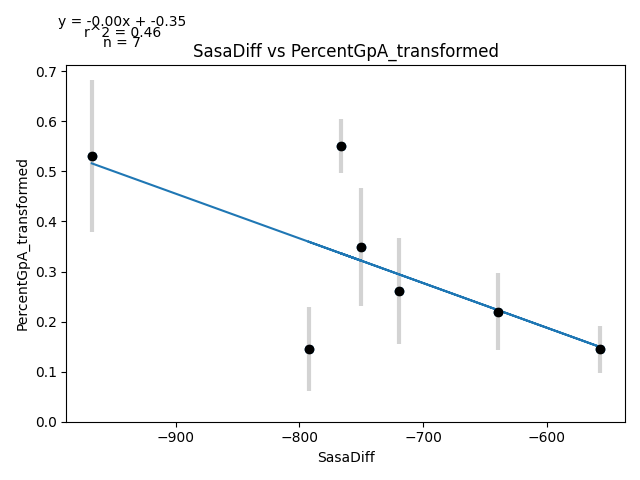 y = -0.00x + -0.35
r^2 = 0.46
n = 7
SasaDiff vs PercentGpA_transformed
PercentGpA_transformed
0.7
0.6
0.5
0.4
0.3
0.2
0.1
0.0
−900
−800
−700
−600
SasaDiff